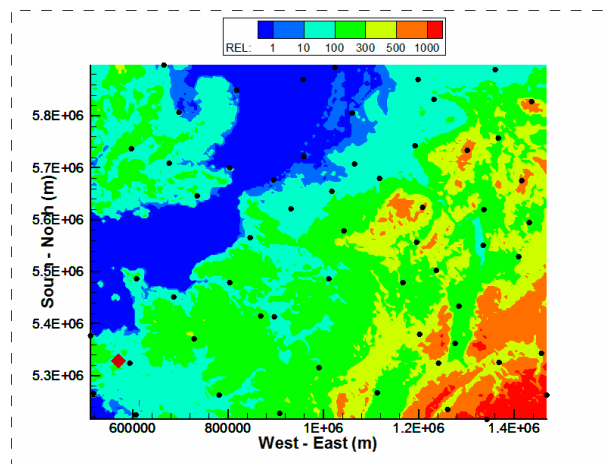 REL: 1 10 100 300 500 1000
5.8E+06
5.7E+06
5.6E+06
5.5E+06
5.4E+06
5.3E+06
South - North (m)
600000 800000 1E+06 1.2E+06 1.4E+06
West - East (m)